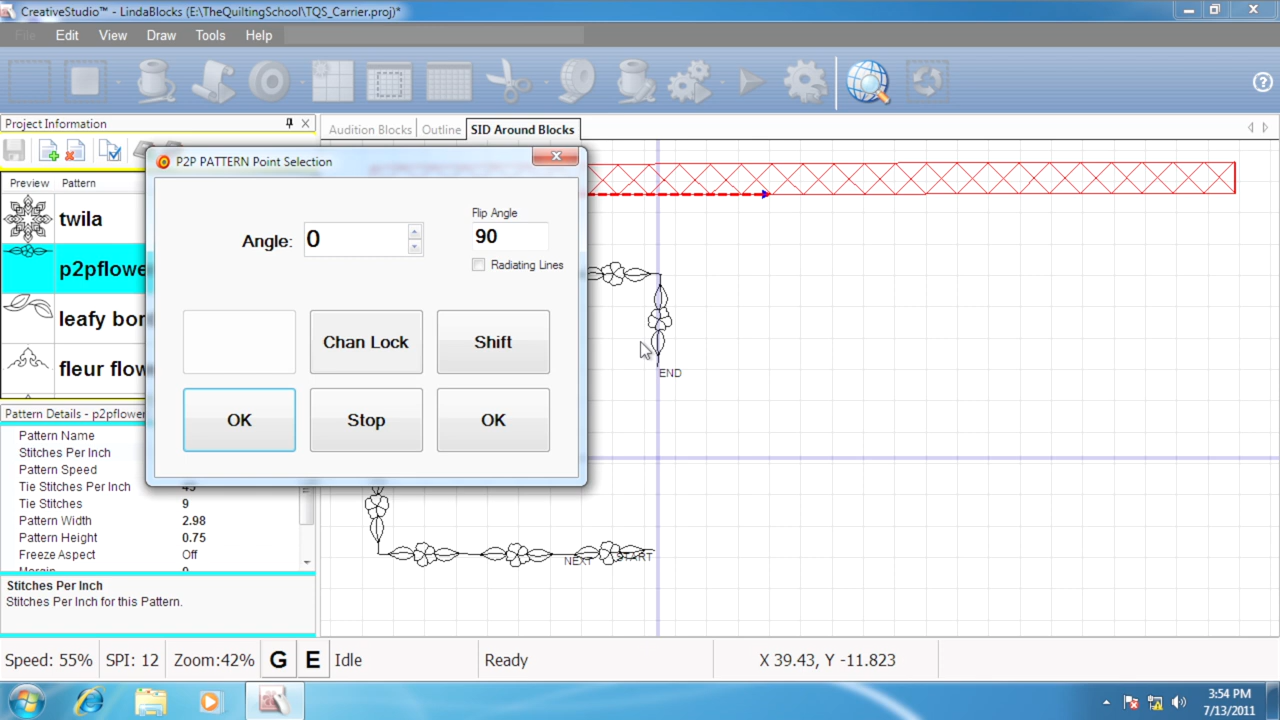 CreativeStudio™ - LindaBlocks (E:\TheQuiltingSchool\TQS_Carrier.proj)*
File Edit View Draw Tools Help
Project Information
Audition Blocks Outline SID Around Blocks
P2P PATTERN Point Selection
Preview Pattern
twila
p2pflowe
leafy bor
fleur flow
Angle: 0
Flip Angle
90
Radiating Lines
Chan Lock
Shift
OK
Stop
OK
END
NEXT
START
Pattern Details - p2pflower
Pattern Name
Stitches Per Inch
Pattern Speed
Tie Stitches Per Inch 45
Tie Stitches 9
Pattern Width 2.98
Pattern Height 0.75
Freeze Aspect Off
Margin 0
Stitches Per Inch
Stitches Per Inch for this Pattern.
Speed: 55% SPI: 12 Zoom:42% G E Idle Ready X 39.43, Y -11.823
3:54 PM
7/13/2011